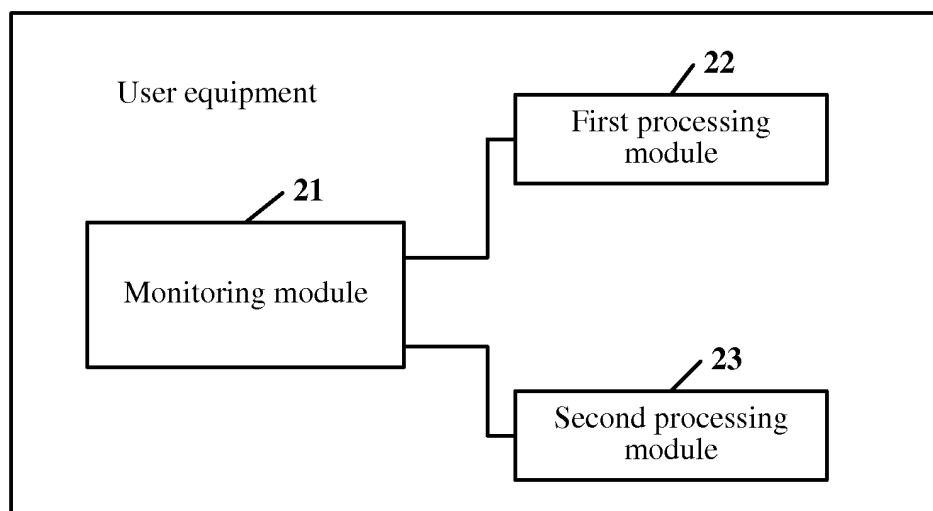 User equipment
22
First processing
module
21
Monitoring module
23
Second processing
module